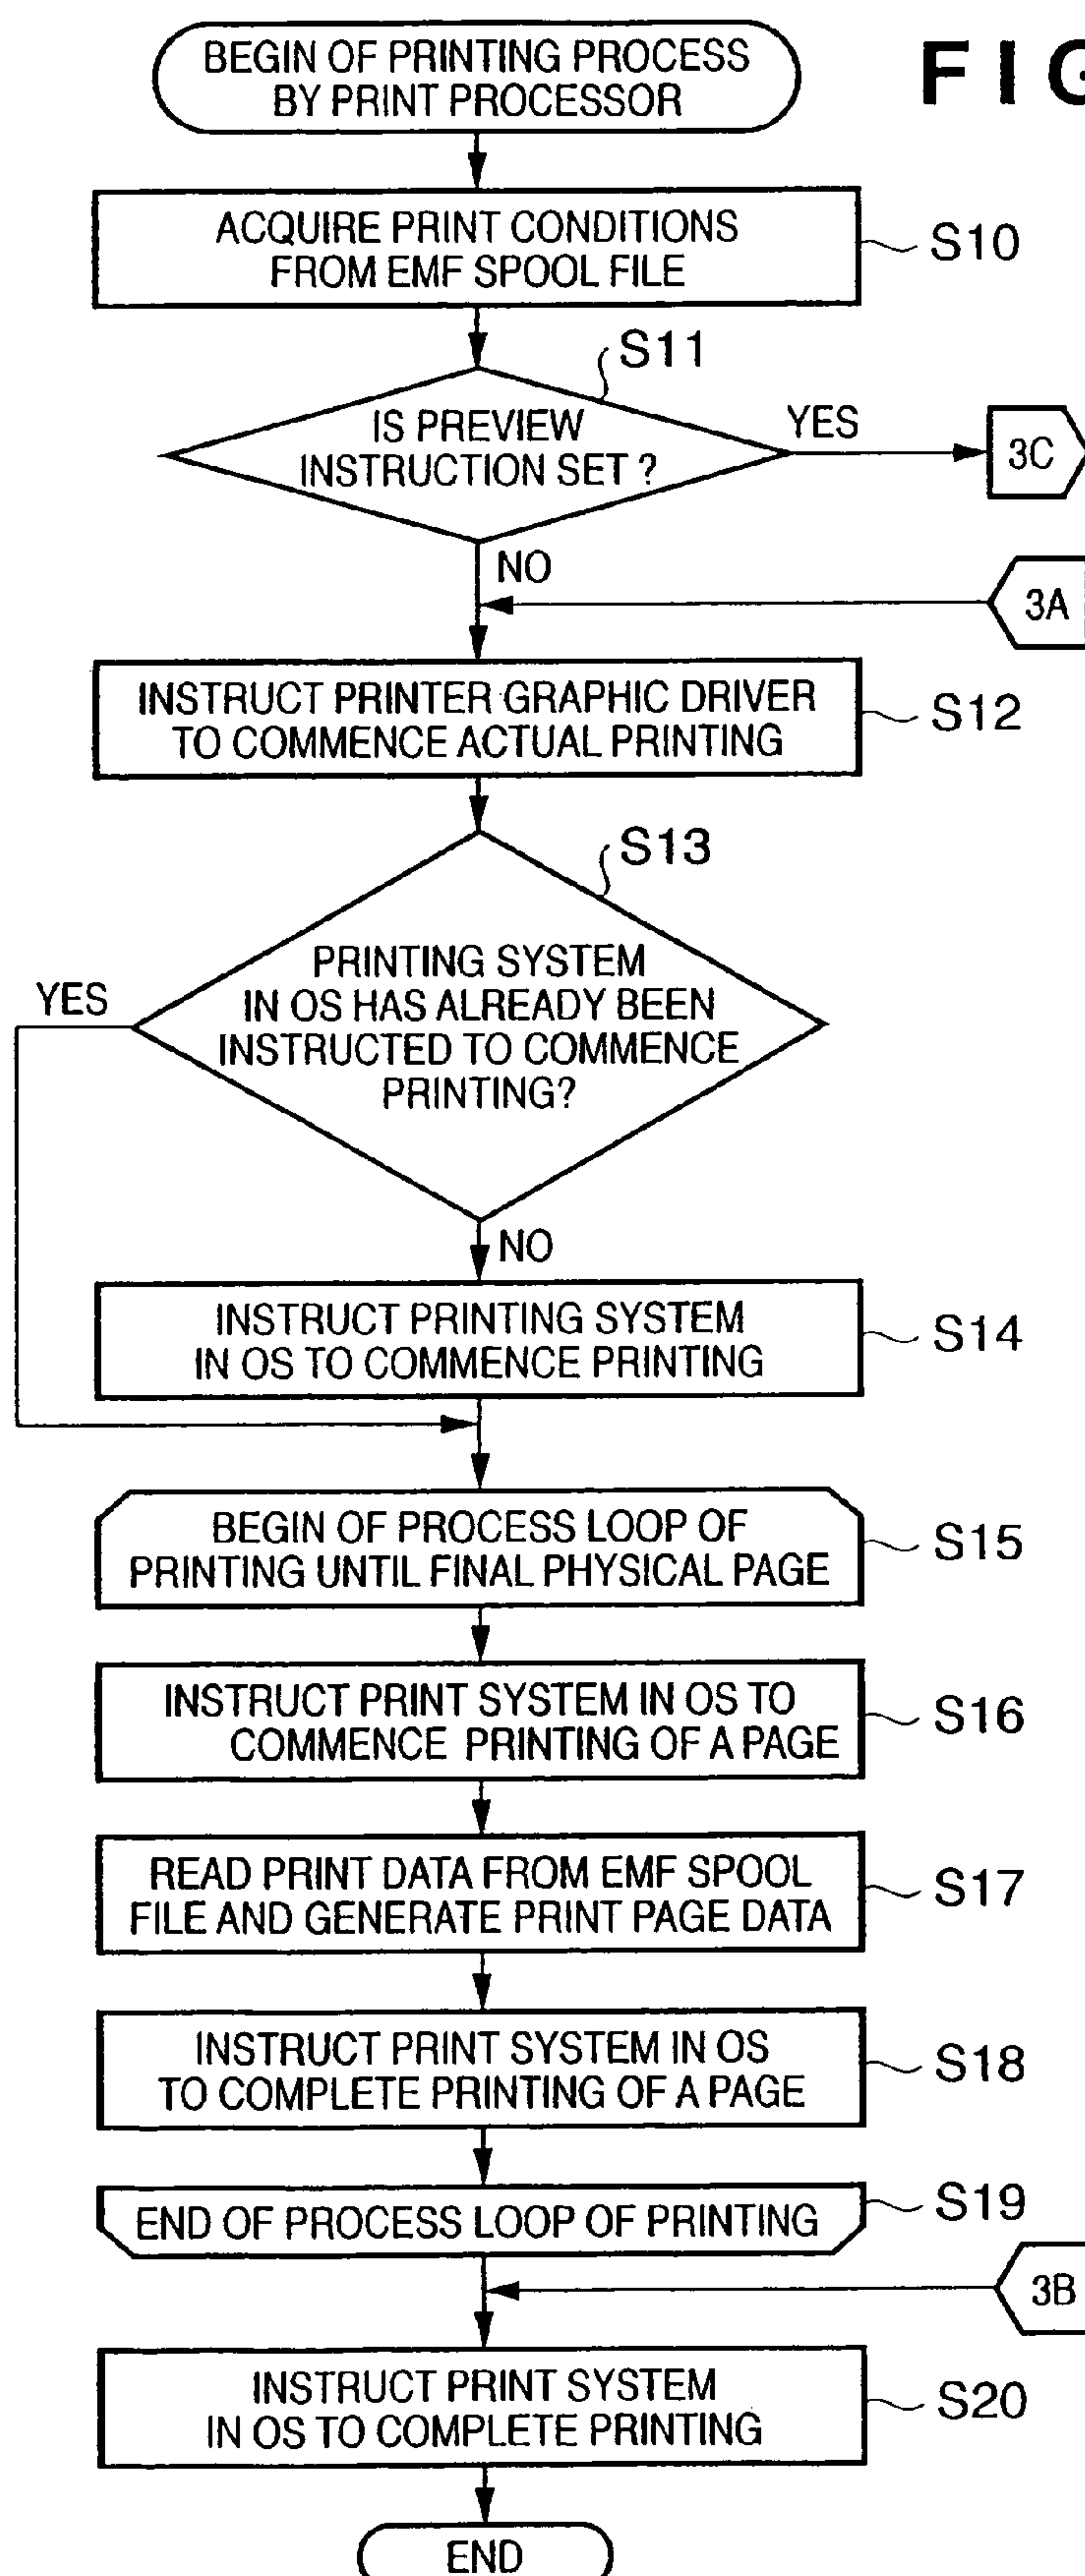 BEGIN OF PRINTING PROCESS
BY PRINT PROCESSOR
FIG
ACQUIRE PRINT CONDITIONS
FROM EMF SPOOL FILE
S10
S11
IS PREVIEW
INSTRUCTION SET ?
YES
3C
NO
3A
INSTRUCT PRINTER GRAPHIC DRIVER
TO COMMENCE ACTUAL PRINTING
S12
S13
PRINTING SYSTEM
IN OS HAS ALREADY BEEN
INSTRUCTED TO COMMENCE
PRINTING?
YES
NO
INSTRUCT PRINTING SYSTEM
IN OS TO COMMENCE PRINTING
S14
BEGIN OF PROCESS LOOP OF
PRINTING UNTIL FINAL PHYSICAL PAGE
S15
INSTRUCT PRINT SYSTEM IN OS TO
COMMENCE PRINTING OF A PAGE
S16
READ PRINT DATA FROM EMF SPOOL
FILE AND GENERATE PRINT PAGE DATA
S17
INSTRUCT PRINT SYSTEM IN OS
TO COMPLETE PRINTING OF A PAGE
S18
END OF PROCESS LOOP OF PRINTING
S19
3B
INSTRUCT PRINT SYSTEM
IN OS TO COMPLETE PRINTING
S20
END